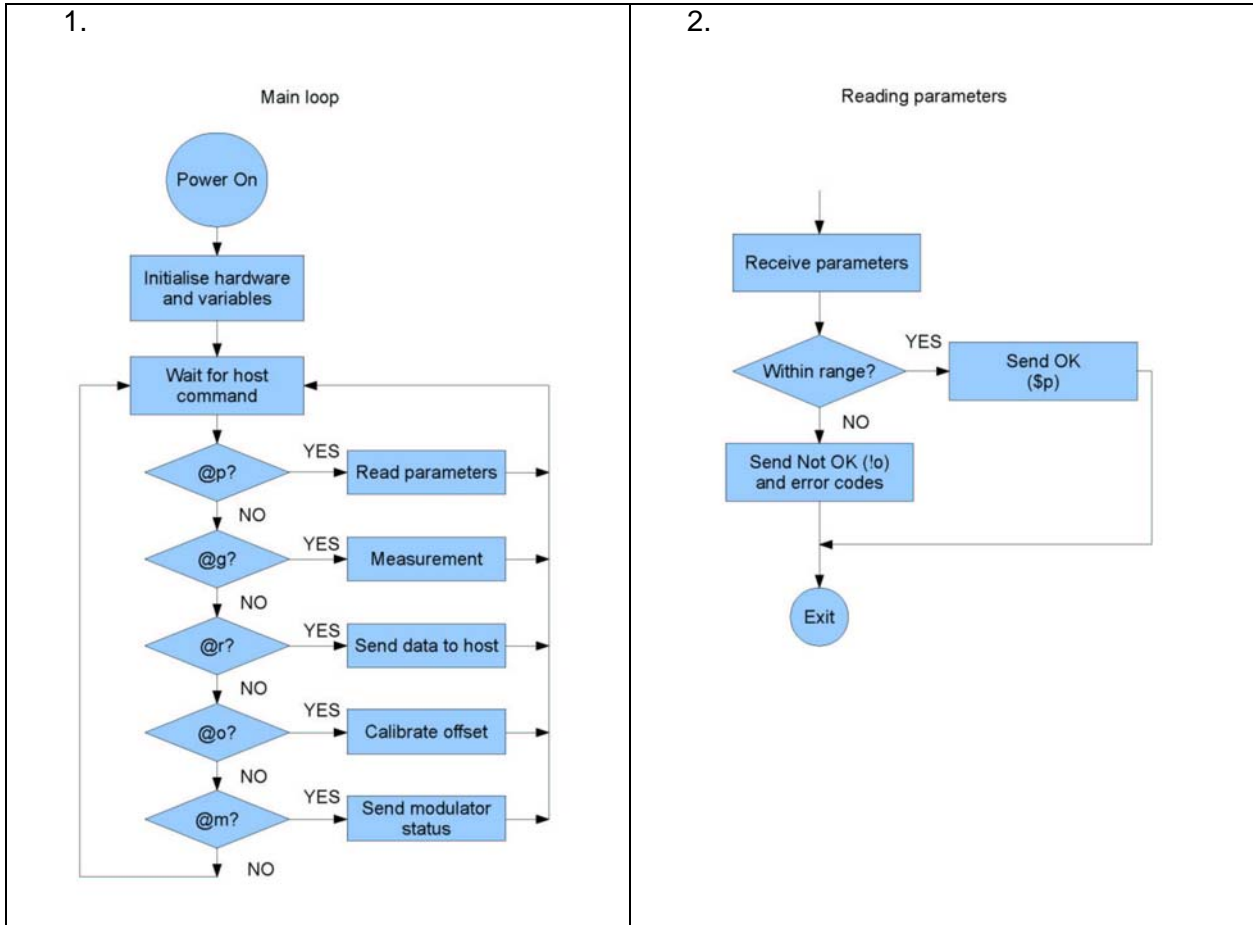 1.
Main loop
Power On
Initialise hardware
and variables
Wait for host
command
@p?
YES
Read parameters
NO
@g?
YES
Measurement
NO
@r?
YES
Send data to host
NO
@o?
YES
Calibrate offset
NO
@m?
YES
Send modulator
status
NO
2.
Reading parameters
Receive parameters
Within range?
YES
Send OK
($p)
NO
Send Not OK (!o)
and error codes
Exit